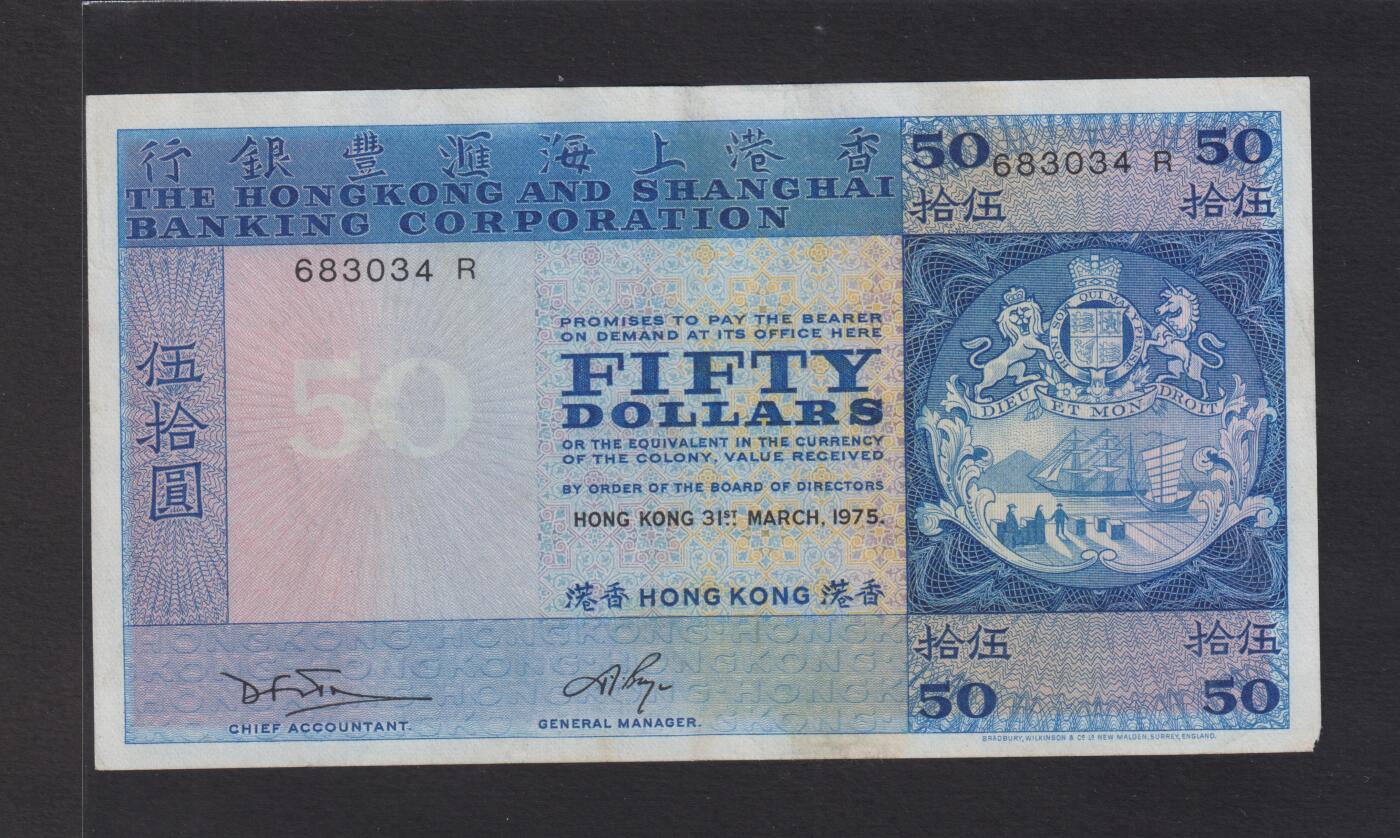 香港上海滙豐銀行
THE HONGKONG AND SHANGHAI
BANKING CORPORATION
50 683034 R 50
拾伍 拾伍
683034 R
伍拾圓
50
PROMISES TO PAY THE BEARER
ON DEMAND AT ITS OFFICE HERE
FIFTY
DOLLARS
OR THE EQUIVALENT IN THE CURRENCY
OF THE COLONY, VALUE RECEIVED
BY ORDER OF THE BOARD OF DIRECTORS
HONG KONG 31ST MARCH, 1975.
港香 HONG KONG 港香
DIEU ET MON DROIT
HONGKONG·HONGKONG·HONGK
拾伍 拾伍
50 50
CHIEF ACCOUNTANT.
GENERAL MANAGER.
BRADBURY, WILKINSON & Co. Ld. NEW MALDEN, SURREY, ENGLAND.